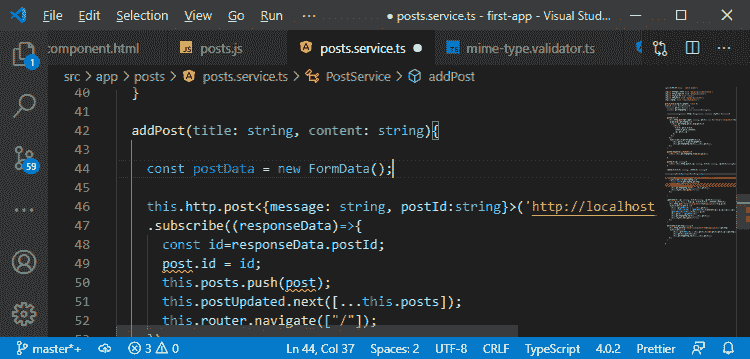 File Edit Selection View Go Run ··· ● posts.service.ts - first-app - Visual Stud...
component.html posts.js posts.service.ts ● mime-type.validator.ts
src > app > posts > posts.service.ts > PostService > addPost
1
59
40 }
41
42 addPost(title: string, content: string){
43
44 const postData = new FormData();
45
46 this.http.post<{message: string, postId:string}>('http://localhost
47 .subscribe((responseData)=>{
48 const id=responseData.postId;
49 post.id = id;
50 this.posts.push(post);
51 this.postUpdated.next([...this.posts]);
52 this.router.navigate(["/"]);
53 })
master*+ 3 0 Ln 44, Col 37 Spaces: 2 UTF-8 CRLF TypeScript 4.0.2 Prettier